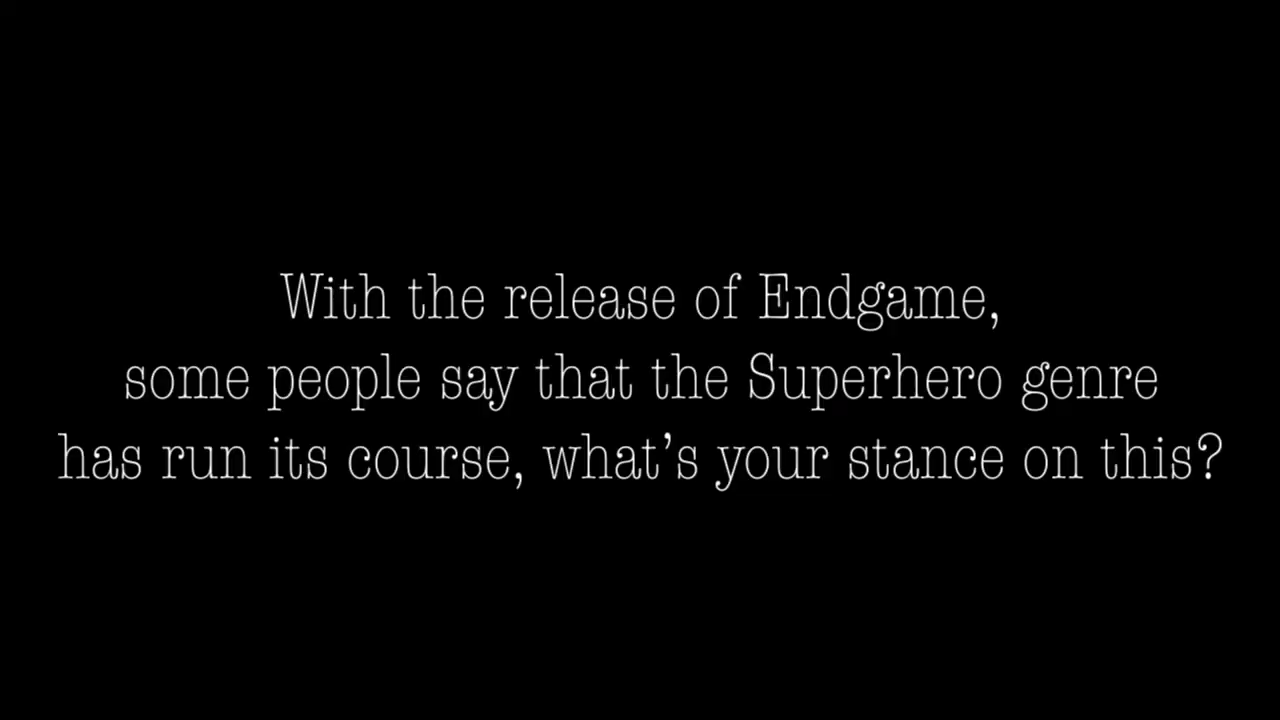 With the release of Endgame,
some people say that the Superhero genre
has run its course, what’s your stance on this?